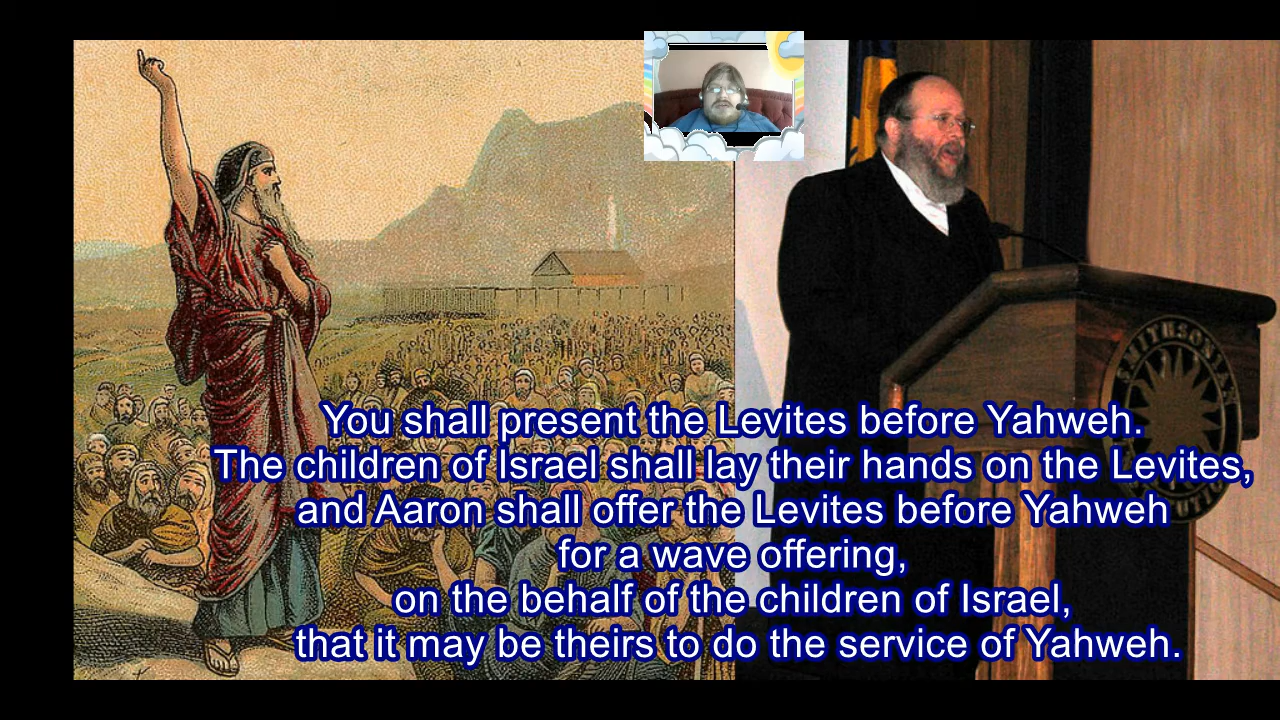 You shall present the Levites before Yahweh.
The children of Israel shall lay their hands on the Levites,
and Aaron shall offer the Levites before Yahweh
for a wave offering,
on the behalf of the children of Israel,
that it may be theirs to do the service of Yahweh.
SMITHSONIAN